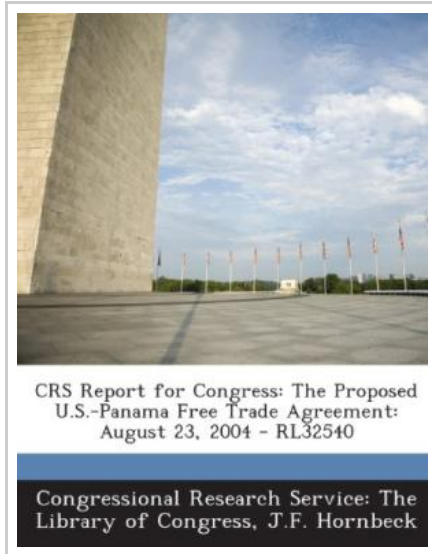 CRS Report for Congress: The Proposed
U.S.-Panama Free Trade Agreement:
August 23, 2004 - RL32540
Congressional Research Service: The
Library of Congress, J.F. Hornbeck